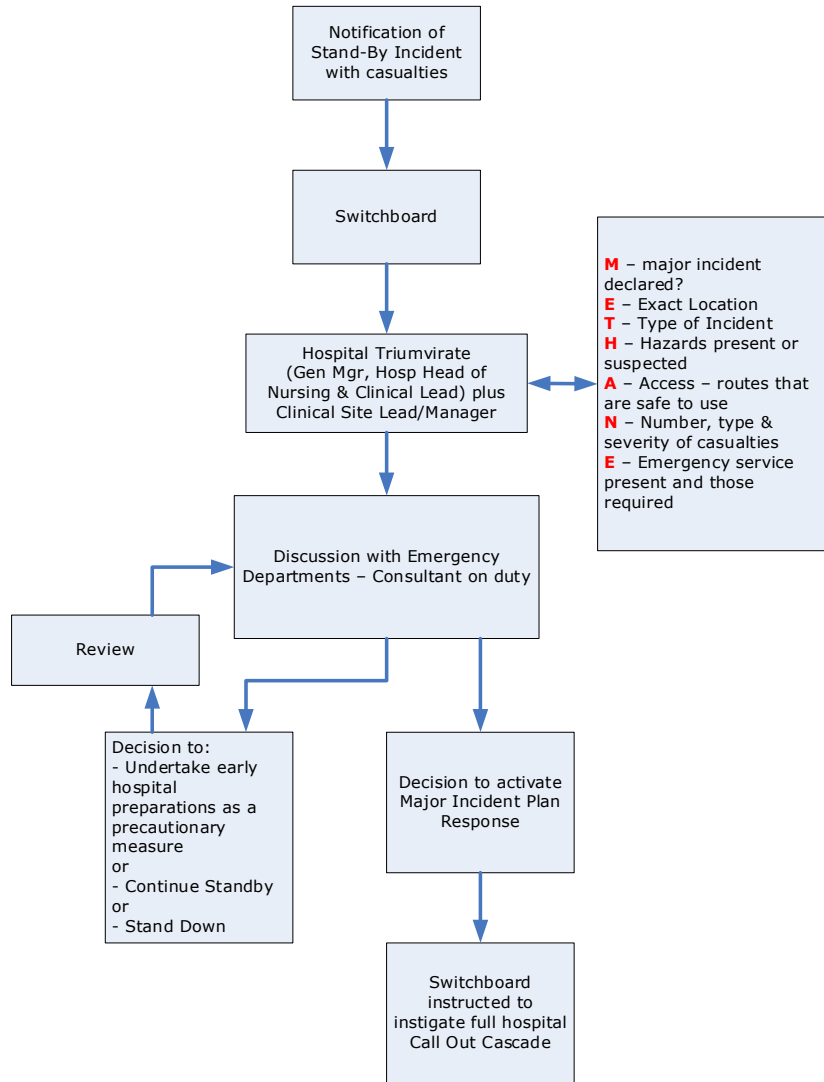 Notification of
Stand-By Incident
with casualties
Switchboard
Hospital Triumvirate
(Gen Mgr, Hosp Head of
Nursing & Clinical Lead) plus
Clinical Site Lead/Manager
M – major incident
declared?
E – Exact Location
T – Type of Incident
H – Hazards present or
suspected
A – Access – routes that
are safe to use
N – Number, type &
severity of casualties
E – Emergency service
present and those
required
Discussion with Emergency
Departments – Consultant on duty
Review
Decision to:
- Undertake early
hospital
preparations as a
precautionary
measure
or
- Continue Standby
or
- Stand Down
Decision to activate
Major Incident Plan
Response
Switchboard
instructed to
instigate full hospital
Call Out Cascade